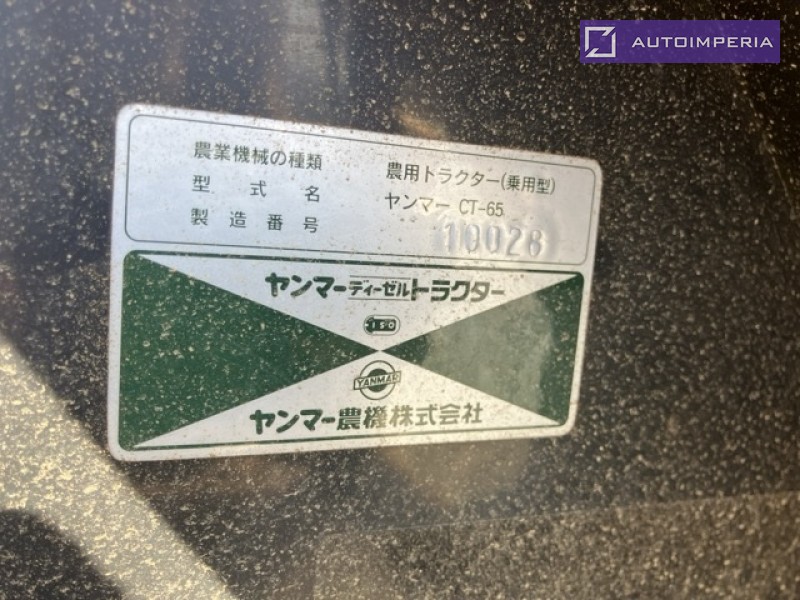 AUTOIMPERIA
農業機械の種類 農用トラクター(乗用型)
型式名 ヤンマー CT-65
製造番号 10028
ヤンマーディーゼルトラクター
ISO
YANMAR
ヤンマー農機株式会社